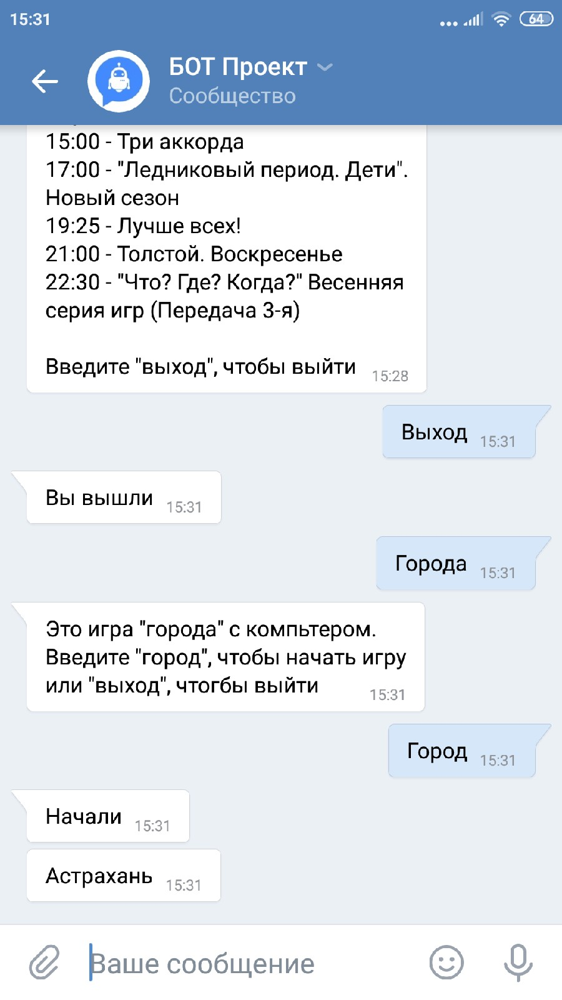 15:31
64
БОТ Проект
Сообщество
15:00 - Три аккорда
17:00 - "Ледниковый период. Дети".
Новый сезон
19:25 - Лучше всех!
21:00 - Толстой. Воскресенье
22:30 - "Что? Где? Когда?" Весенняя
серия игр (Передача 3-я)
Введите "выход", чтобы выйти 15:28
Выход 15:31
Вы вышли 15:31
Города 15:31
Это игра "города" с компьтером.
Введите "город", чтобы начать игру
или "выход", чтогбы выйти 15:31
Город 15:31
Начали 15:31
Астрахань 15:31
Ваше сообщение